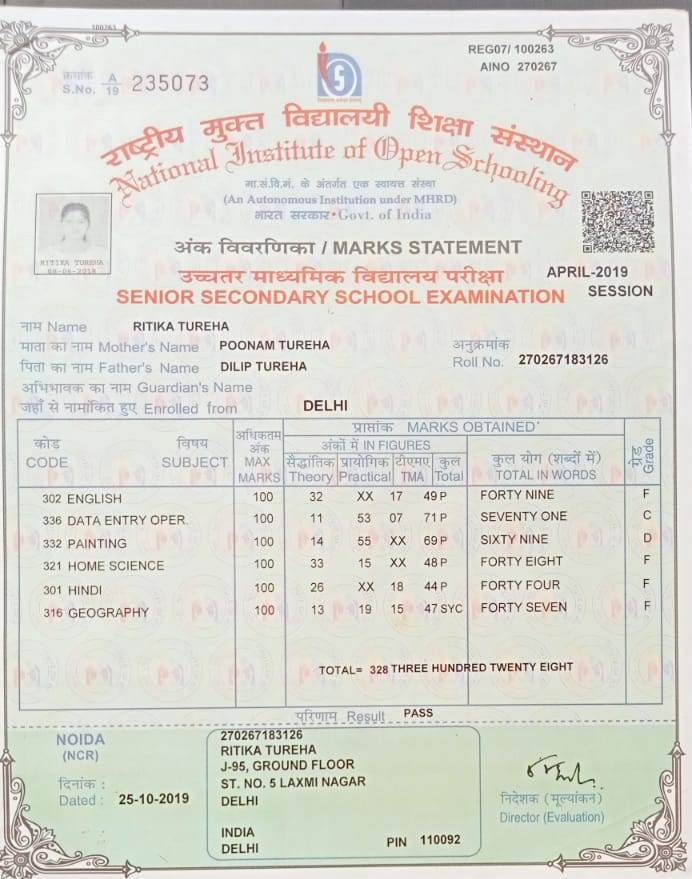 100263
REG07/ 100263
AINO 270267
क्रमांक
S.No. A/19 235073
राष्ट्रीय मुक्त विद्यालयी शिक्षा संस्थान
National Institute of Open Schooling
मा.सं.वि.मं. के अंतर्गत एक स्वायत्त संस्था
(An Autonomous Institution under MHRD)
भारत सरकार•Govt. of India
RITIKA TUREHA
अंक विवरणिका / MARKS STATEMENT
उच्चतर माध्यमिक विद्यालय परीक्षा
SENIOR SECONDARY SCHOOL EXAMINATION
APRIL-2019
SESSION
नाम Name RITIKA TUREHA
माता का नाम Mother's Name POONAM TUREHA
पिता का नाम Father's Name DILIP TUREHA
अनुक्रमांक
Roll No. 270267183126
अभिभावक का नाम Guardian's Name
जहाँ से नामांकित हुए Enrolled from DELHI
कोड
CODE
विषय
SUBJECT
अधिकतम
अंक
MAX
MARKS
प्राप्तांक MARKS OBTAINED
अंकों में IN FIGURES
सैद्धांतिक प्रायोगिक टीएमए कुल
Theory Practical TMA Total
कुल योग (शब्दों में)
TOTAL IN WORDS
ग्रेड
Grade
302 ENGLISH 100 32 XX 17 49 P FORTY NINE F
336 DATA ENTRY OPER. 100 11 53 07 71 P SEVENTY ONE C
332 PAINTING 100 14 55 XX 69 P SIXTY NINE D
321 HOME SCIENCE 100 33 15 XX 48 P FORTY EIGHT F
301 HINDI 100 26 XX 18 44 P FORTY FOUR F
316 GEOGRAPHY 100 13 19 15 47 SYC FORTY SEVEN F
TOTAL= 328 THREE HUNDRED TWENTY EIGHT
परिणाम Result PASS
NOIDA
(NCR)
दिनांक :
Dated : 25-10-2019
270267183126
RITIKA TUREHA
J-95, GROUND FLOOR
ST. NO. 5 LAXMI NAGAR
DELHI
INDIA
DELHI PIN 110092
निदेशक (मूल्यांकन)
Director (Evaluation)